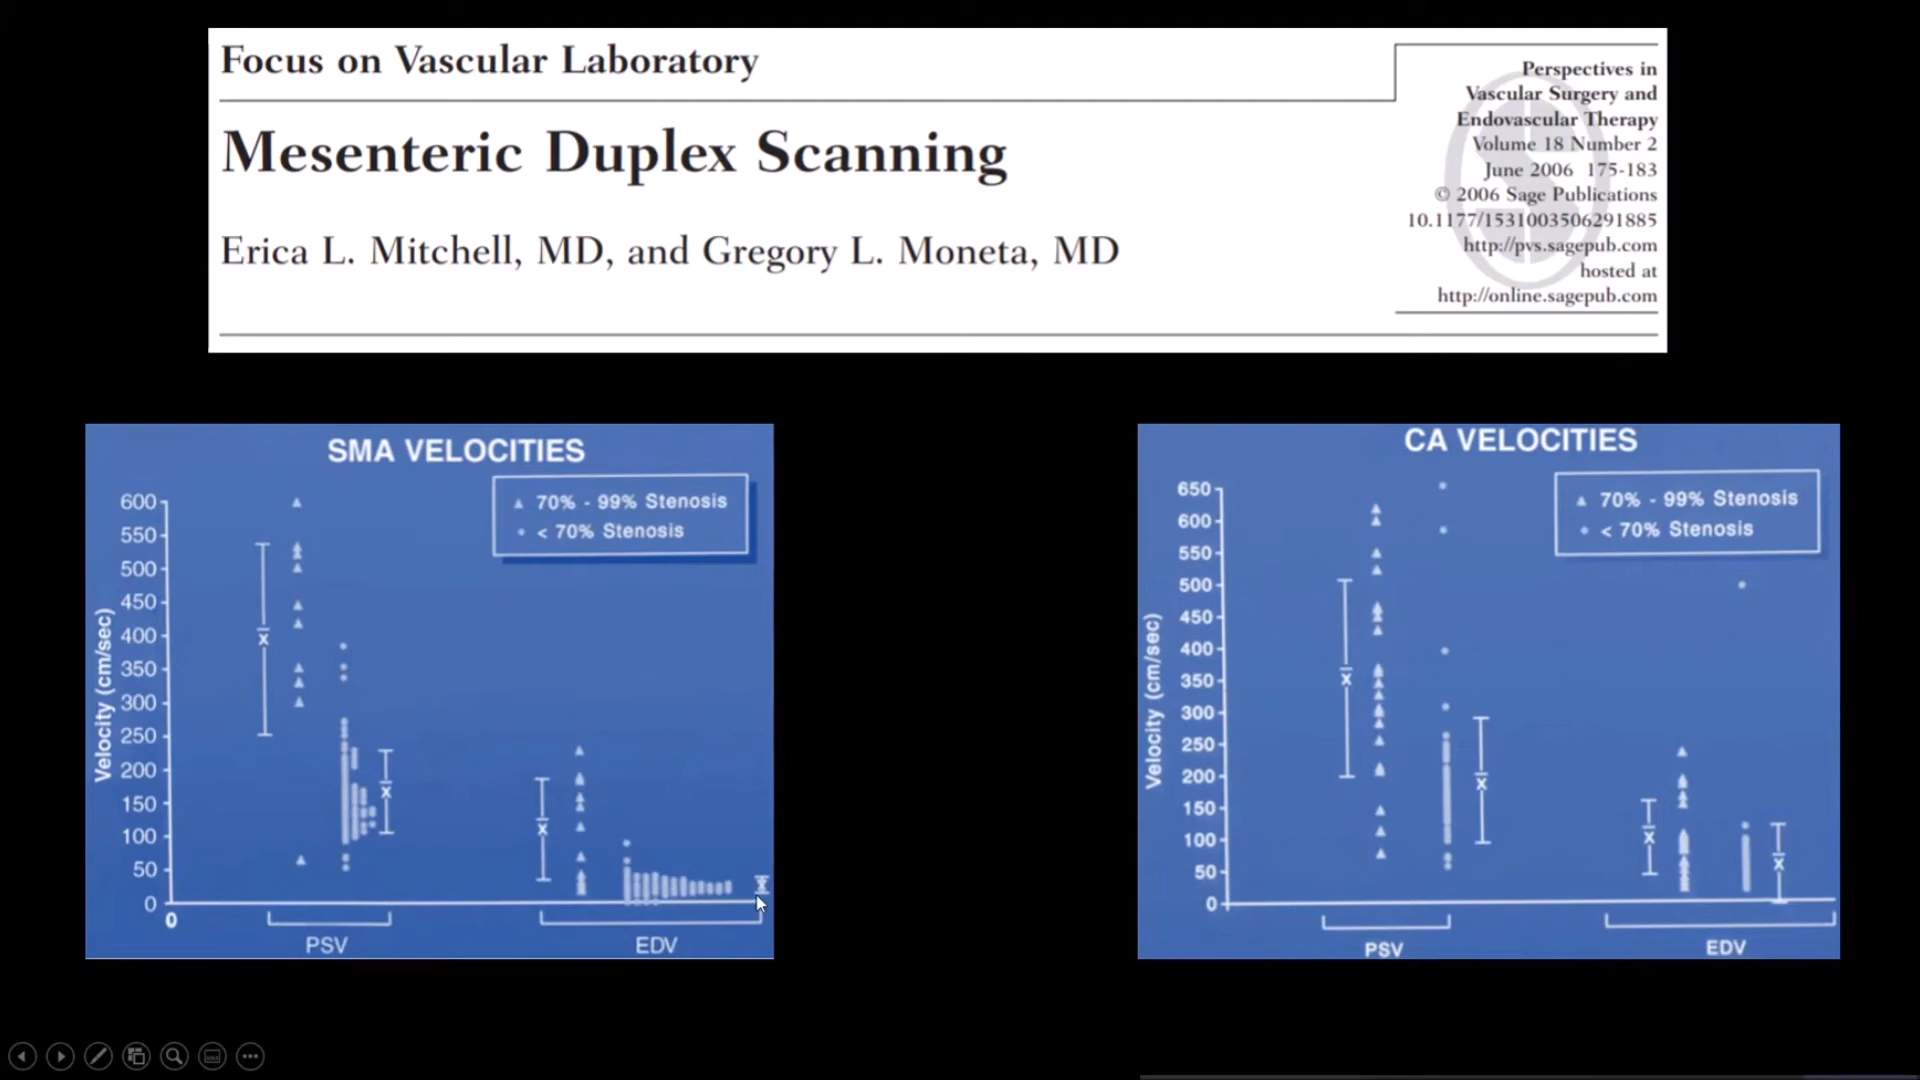 Focus on Vascular Laboratory
Mesenteric Duplex Scanning
Erica L. Mitchell, MD, and Gregory L. Moneta, MD
Perspectives in
Vascular Surgery and
Endovascular Therapy
Volume 18 Number 2
June 2006 175-183
© 2006 Sage Publications
10.1177/1531003506291885
http://pvs.sagepub.com
hosted at
http://online.sagepub.com
SMA VELOCITIES
70% - 99% Stenosis
< 70% Stenosis
Velocity (cm/sec)
600
550
500
450
400
350
300
250
200
150
100
50
0
0
x
x
x
x
PSV
EDV
CA VELOCITIES
70% - 99% Stenosis
< 70% Stenosis
Velocity (cm/sec)
650
600
550
500
450
400
350
300
250
200
150
100
50
0
x
x
x
x
PSV
EDV